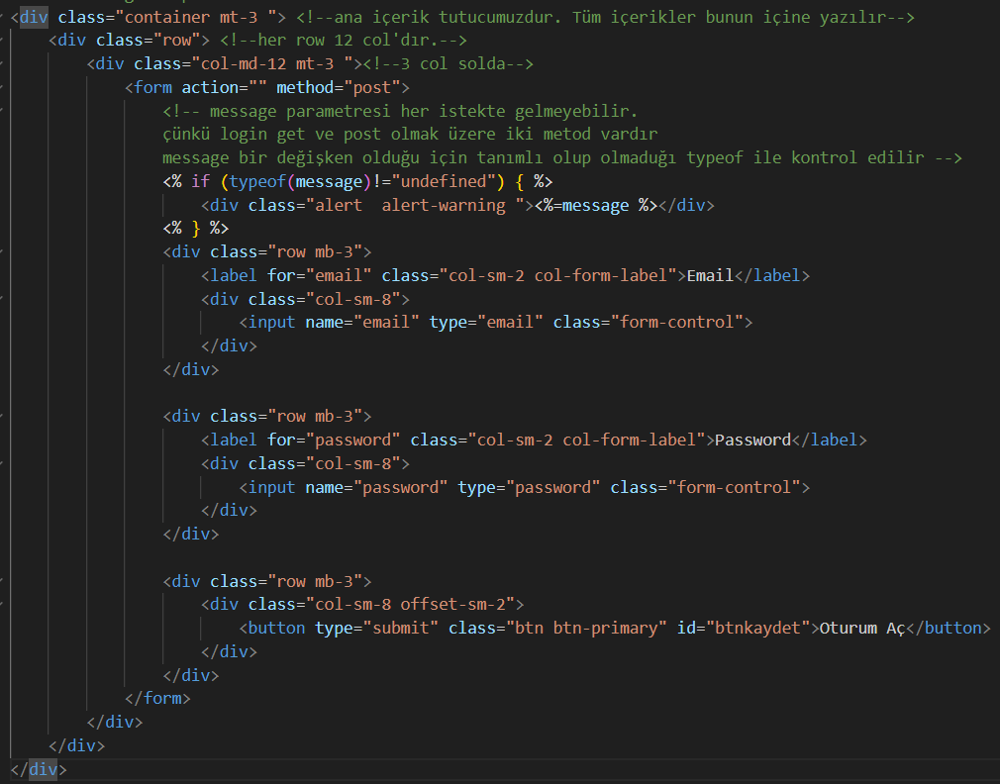 <div class="container mt-3 "> <!--ana içerik tutucumuzdur. Tüm içerikler bunun içine yazılır-->
<div class="row"> <!--her row 12 col'dır.-->
<div class="col-md-12 mt-3 "><!--3 col solda-->
<form action="" method="post">
<!-- message parametresi her istekte gelmeyebilir.
çünkü login get ve post olmak üzere iki metod vardır
message bir değişken olduğu için tanımlı olup olmaduğı typeof ile kontrol edilir -->
<% if (typeof(message)!="undefined") { %>
<div class="alert  alert-warning "><%=message %></div>
<% } %>
<div class="row mb-3">
<label for="email" class="col-sm-2 col-form-label">Email</label>
<div class="col-sm-8">
<input name="email" type="email" class="form-control">
</div>
</div>
<div class="row mb-3">
<label for="password" class="col-sm-2 col-form-label">Password</label>
<div class="col-sm-8">
<input name="password" type="password" class="form-control">
</div>
</div>
<div class="row mb-3">
<div class="col-sm-8 offset-sm-2">
<button type="submit" class="btn btn-primary" id="btnkaydet">Oturum Aç</button>
</div>
</div>
</form>
</div>
</div>
</div>